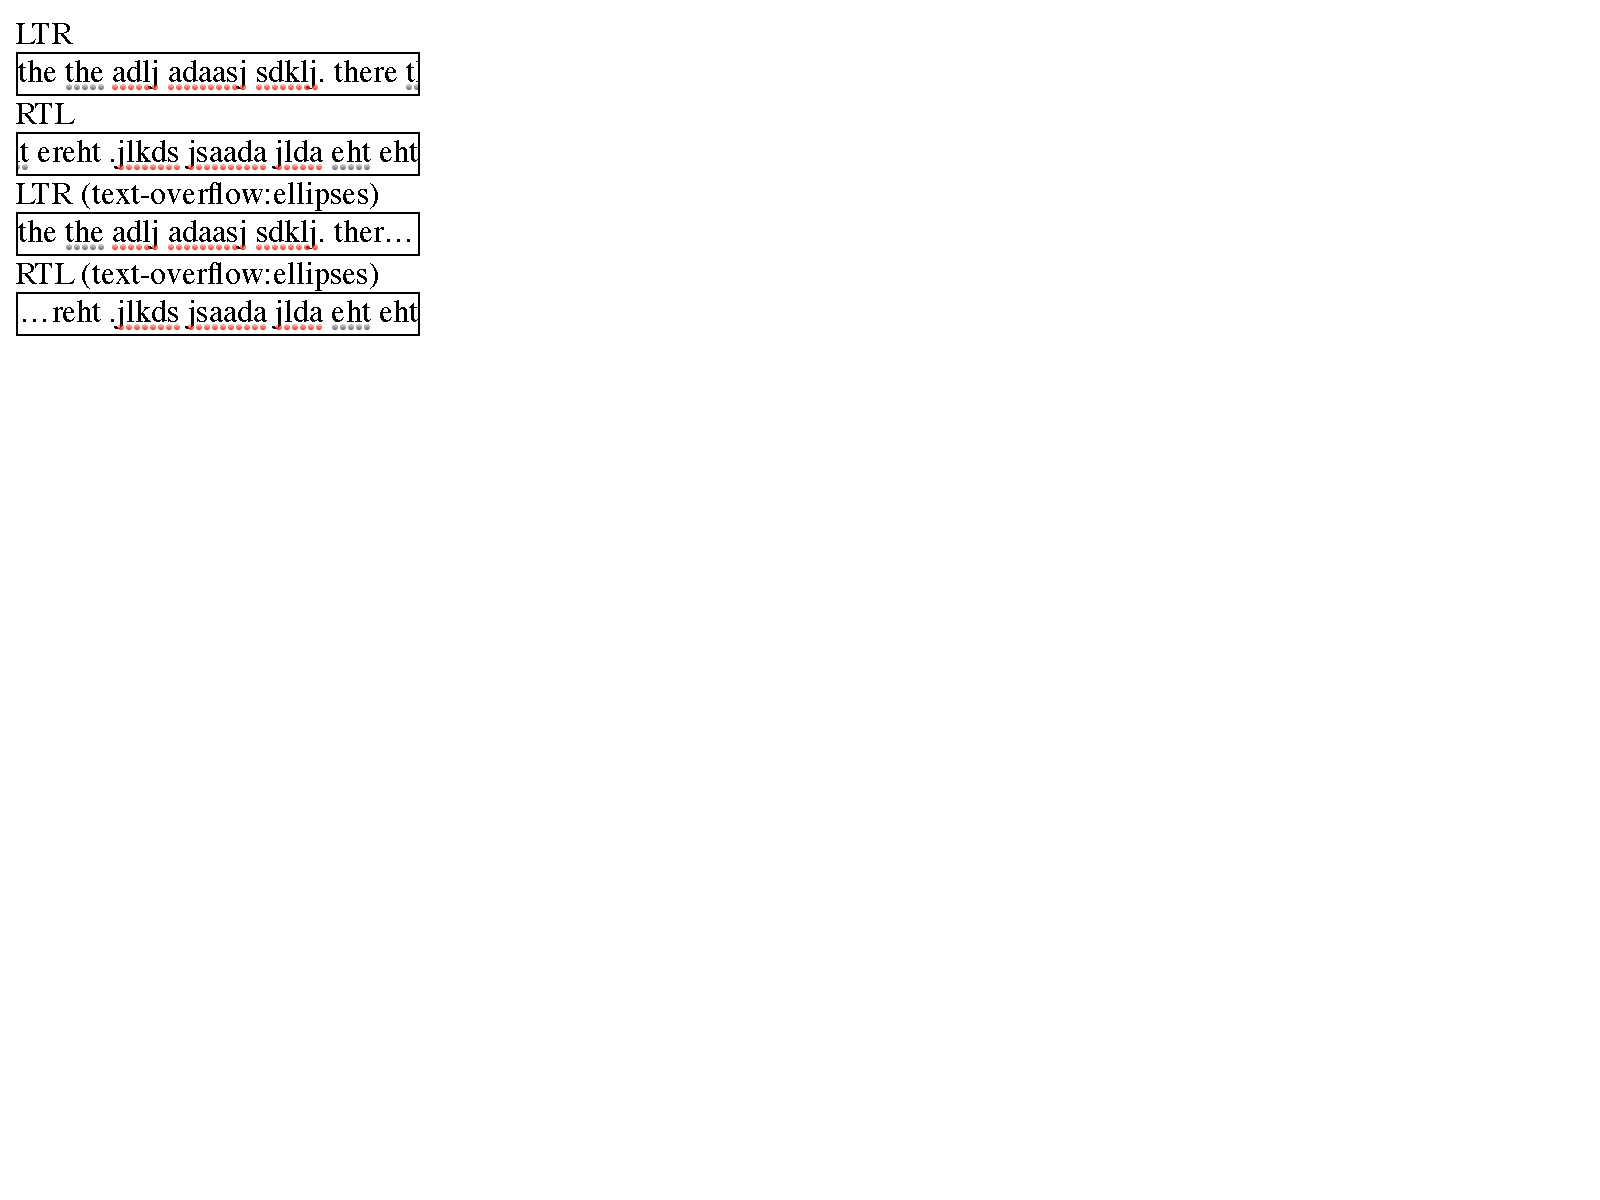 LTR
the the adlj adaasj sdklj. there t
RTL
t ereht .jlkds jsaada jlda eht eht
LTR (text-overflow:ellipses)
the the adlj adaasj sdklj. ther…
RTL (text-overflow:ellipses)
…reht .jlkds jsaada jlda eht eht